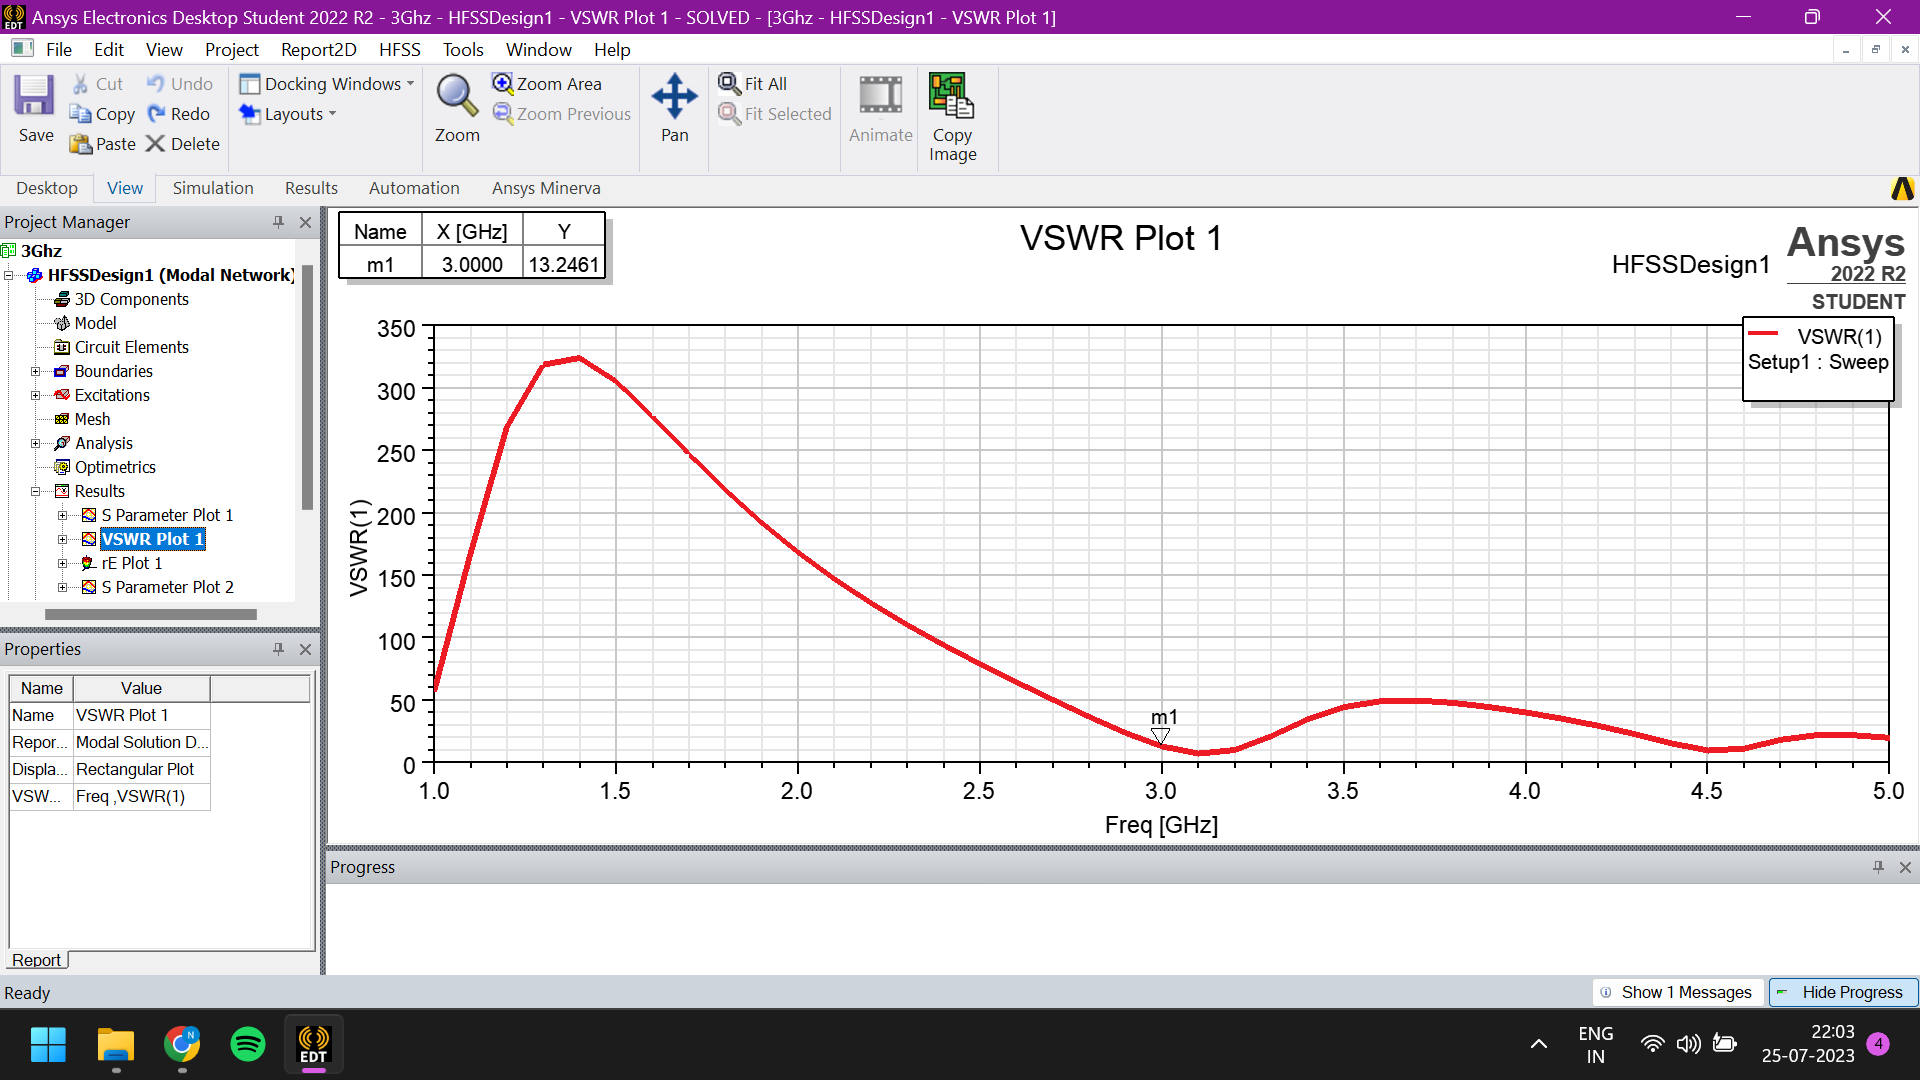 Ansys Electronics Desktop Student 2022 R2 - 3Ghz - HFSSDesign1 - VSWR Plot 1 - SOLVED - [3Ghz - HFSSDesign1 - VSWR Plot 1]
EDT
File Edit View Project Report2D HFSS Tools Window Help
Save
Cut
Copy
Paste
Undo
Redo
Delete
Docking Windows
Layouts
Zoom
Zoom Area
Zoom Previous
Pan
Fit All
Fit Selected
Animate
Copy
Image
Desktop View Simulation Results Automation Ansys Minerva
Project Manager
3Ghz
HFSSDesign1 (Modal Network)
3D Components
Model
Circuit Elements
Boundaries
Excitations
Mesh
Analysis
Optimetrics
Results
S Parameter Plot 1
VSWR Plot 1
rE Plot 1
S Parameter Plot 2
Properties
Name Value
Name VSWR Plot 1
Repor... Modal Solution D...
Displa... Rectangular Plot
VSW... Freq ,VSWR(1)
Report
Name X [GHz] Y
m1 3.0000 13.2461
VSWR Plot 1
HFSSDesign1
Ansys
2022 R2
STUDENT
VSWR(1)
Setup1 : Sweep
350
300
250
200
150
100
50
0
VSWR(1)
m1
1.0 1.5 2.0 2.5 3.0 3.5 4.0 4.5 5.0
Freq [GHz]
Progress
Ready
Show 1 Messages
Hide Progress
N
EDT
ENG
IN
22:03
25-07-2023
4